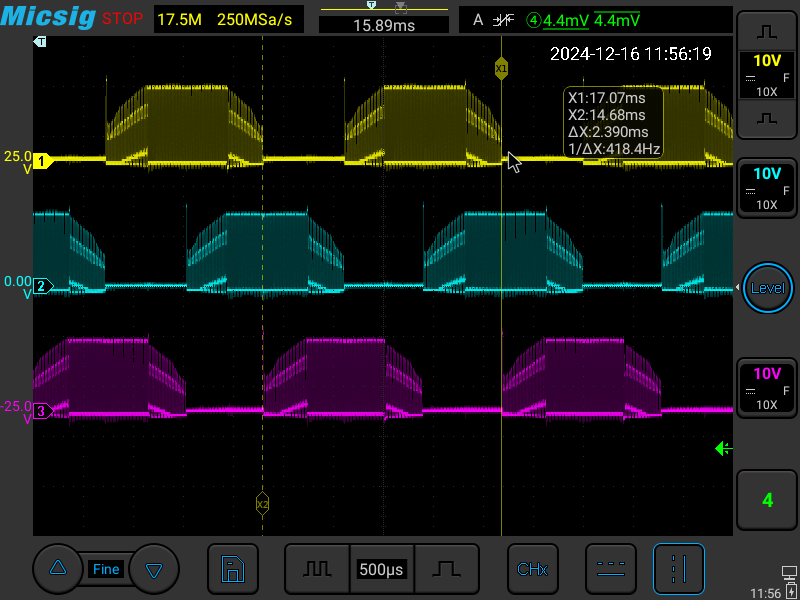 Micsig STOP 17.5M 250MSa/s T 15.89ms A 4 4.4mV 4.4mV
T
2024-12-16 11:56:19
X1
10V
F
10X
X1:17.07ms
X2:14.68ms
ΔX:2.390ms
1/ΔX:418.4Hz
25.0
V
1
10V
F
10X
0.00
V
2
Level
10V
F
10X
-25.0
V
3
X2
4
Fine
500µs
CHx
11:56